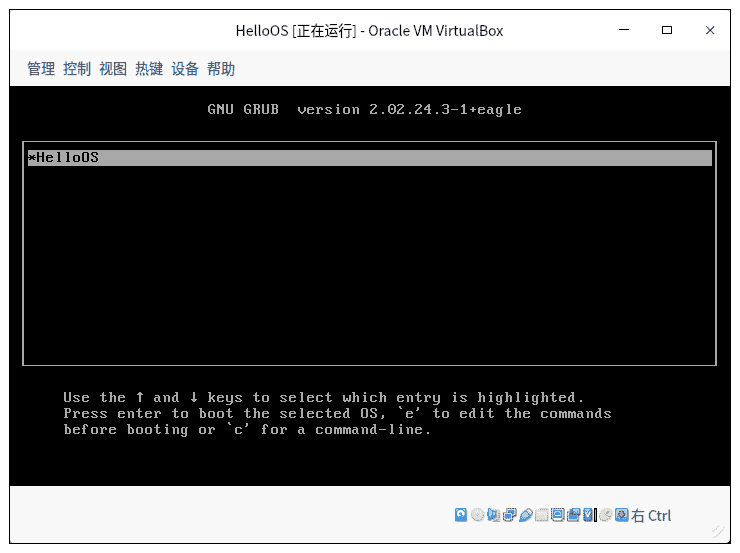 HelloOS [正在运行] - Oracle VM VirtualBox
管理 控制 视图 热键 设备 帮助
GNU GRUB  version 2.02.24.3-1+eagle
*HelloOS
Use the ↑ and ↓ keys to select which entry is highlighted.
Press enter to boot the selected OS, `e' to edit the commands
before booting or `c' for a command-line.
右 Ctrl